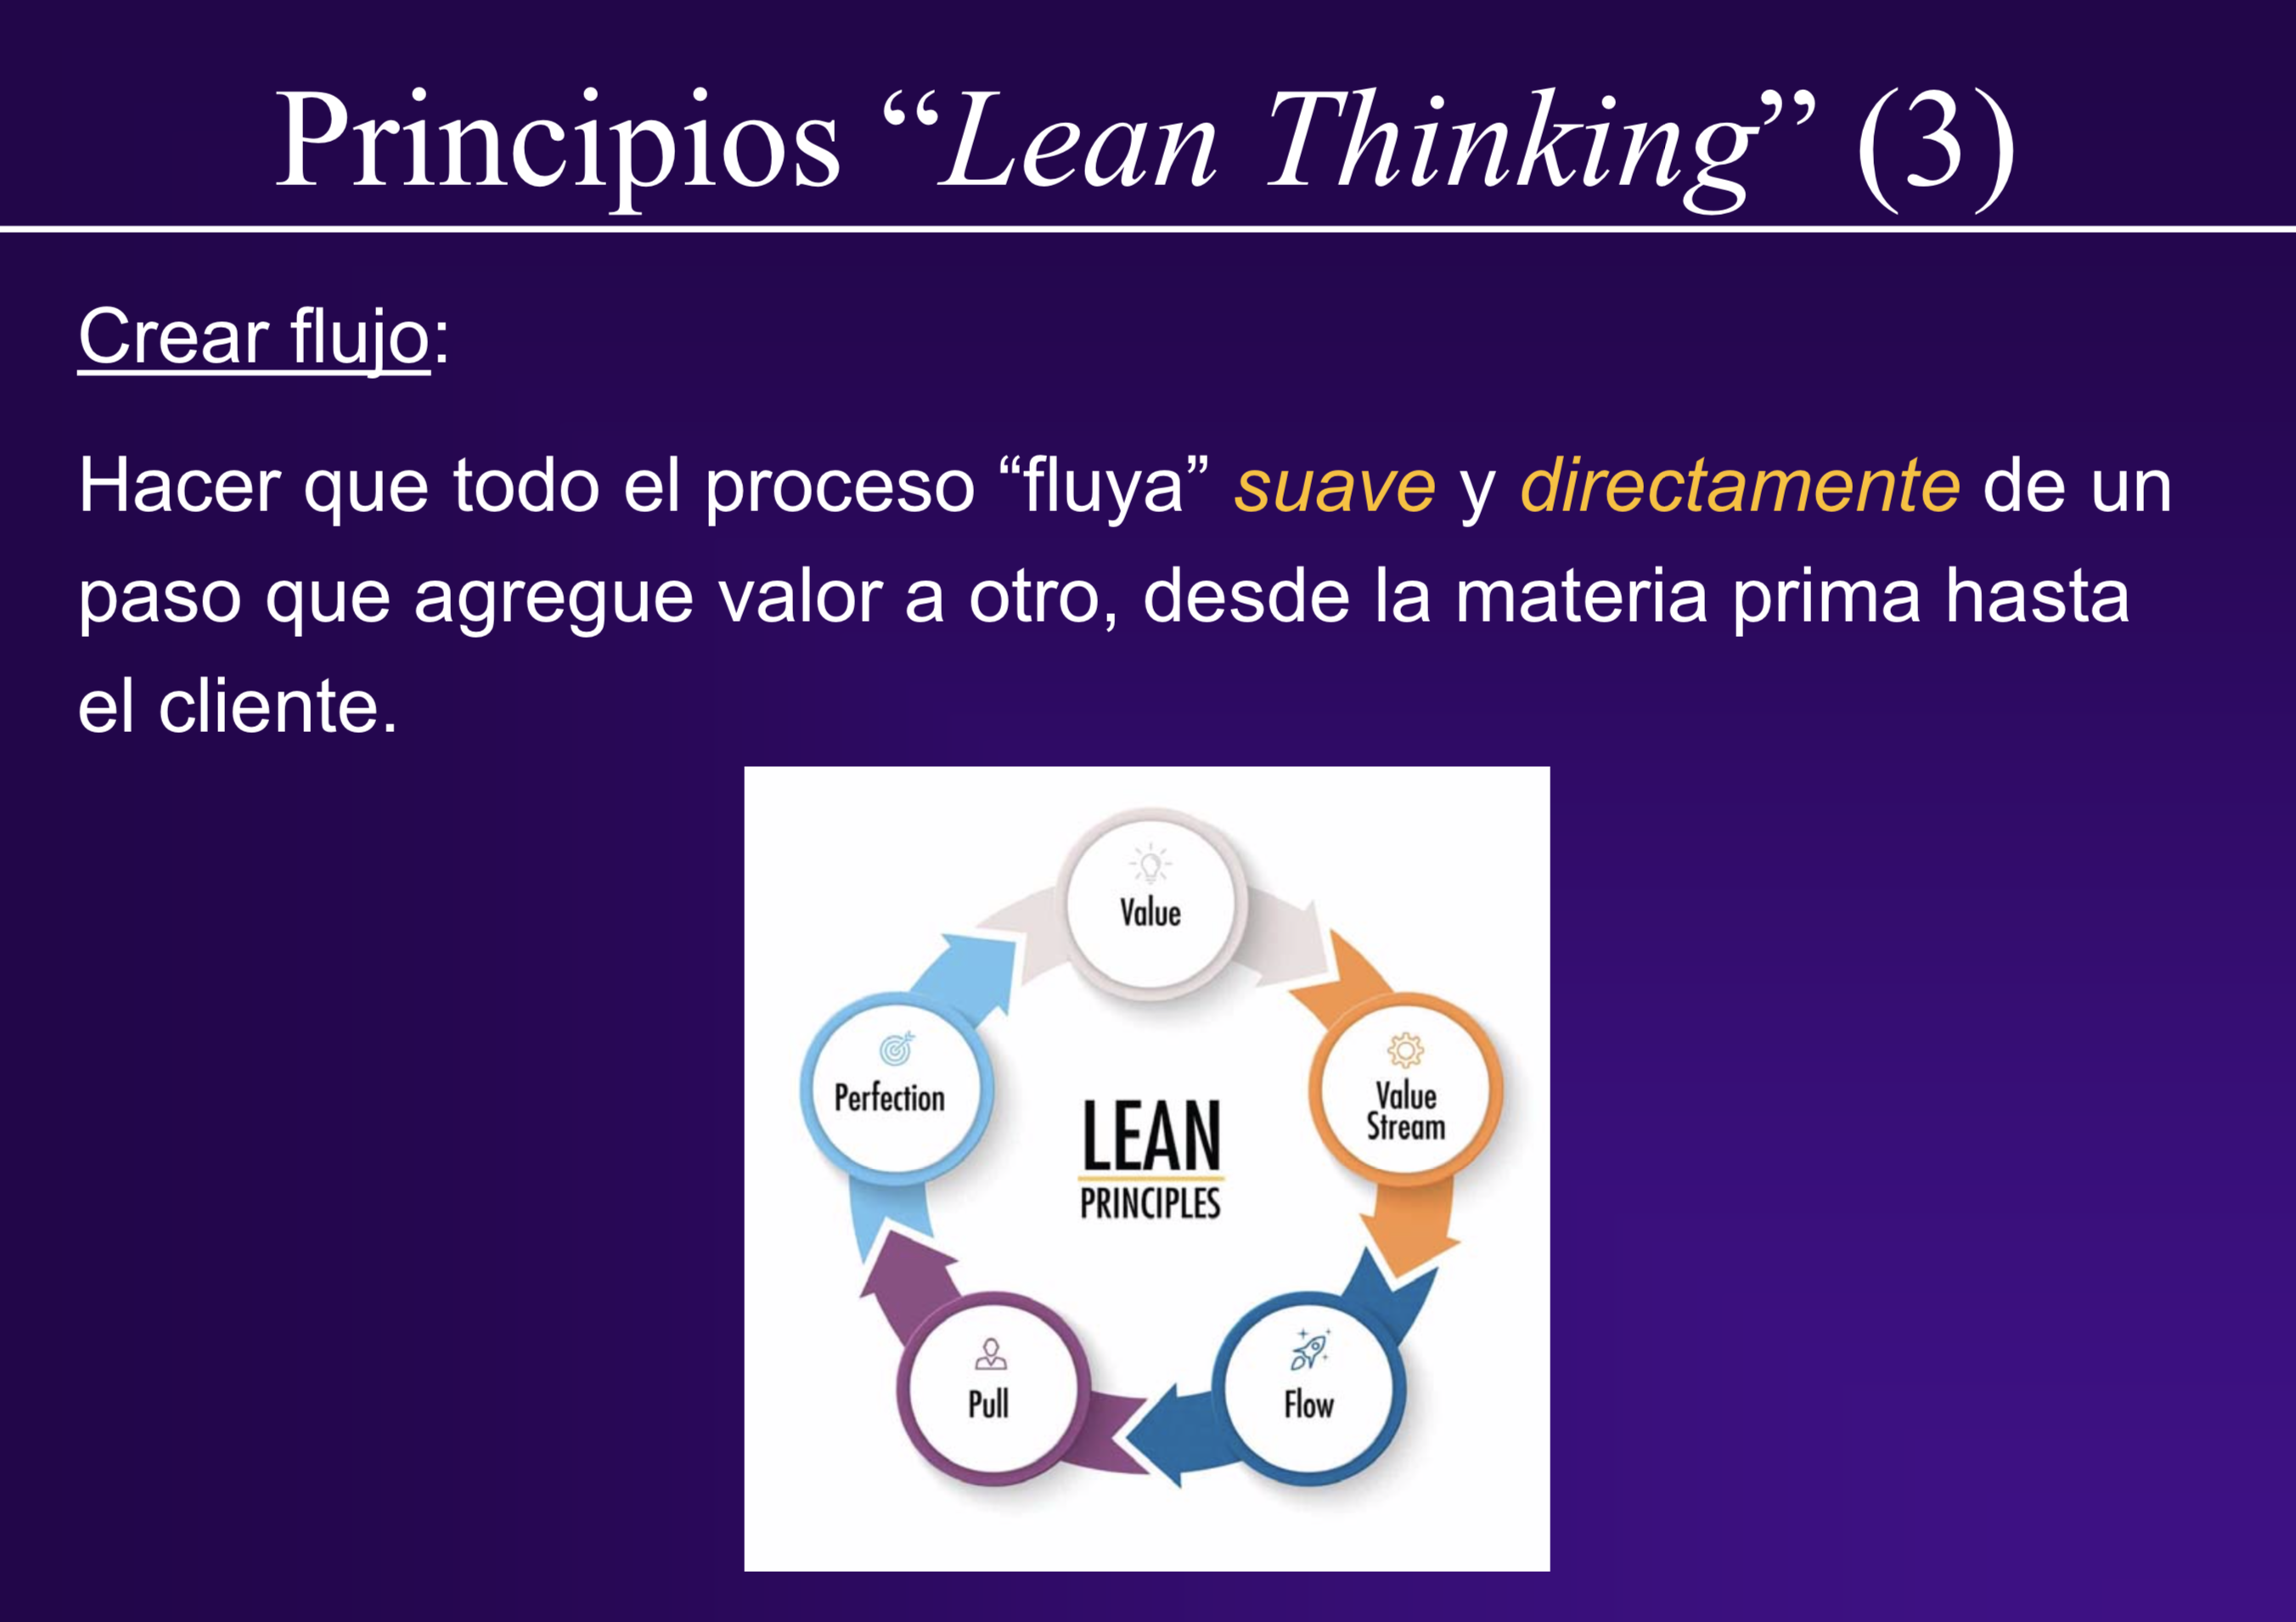 Principios “Lean Thinking” (3)
Crear flujo:
Hacer que todo el proceso “fluya” suave y directamente de un
paso que agregue valor a otro, desde la materia prima hasta
el cliente.
Value
Value
Stream
Flow
Pull
Perfection
LEAN
PRINCIPLES